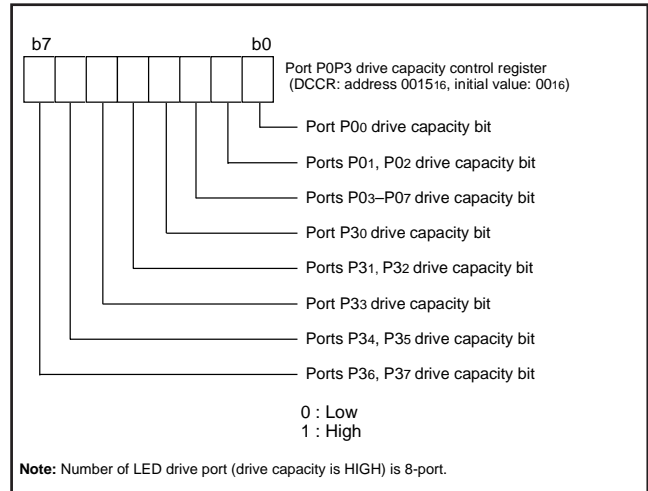 b7 b0
Port P0P3 drive capacity control register
(DCCR: address 001516, initial value: 0016)
Port P00 drive capacity bit
Ports P01, P02 drive capacity bit
Ports P03–P07 drive capacity bit
Port P30 drive capacity bit
Ports P31, P32 drive capacity bit
Port P33 drive capacity bit
Ports P34, P35 drive capacity bit
Ports P36, P37 drive capacity bit
0 : Low
1 : High
Note: Number of LED drive port (drive capacity is HIGH) is 8-port.